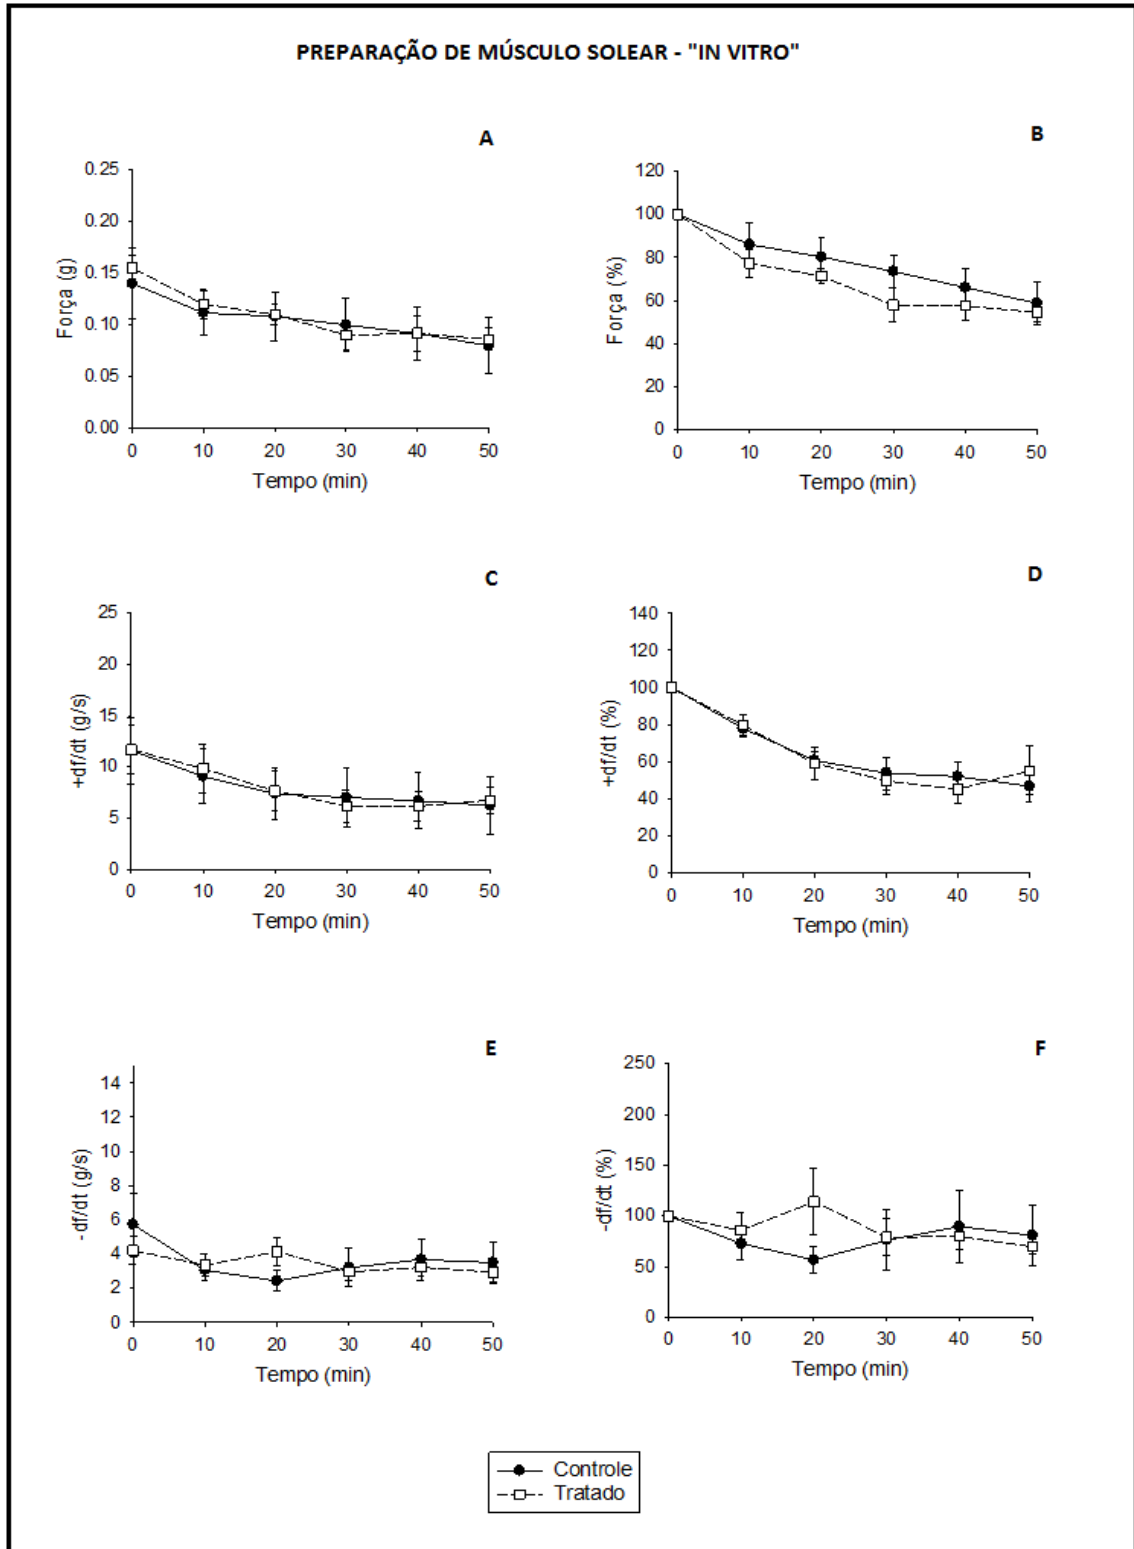 PREPARAÇÃO DE MÚSCULO SOLEAR - "IN VITRO"
A
0.25
0.20
0.15
0.10
0.05
0.00
Força (g)
0 10 20 30 40 50
Tempo (min)
B
120
100
80
60
40
20
0
Força (%)
0 10 20 30 40 50
Tempo (min)
C
25
20
15
10
5
0
+df/dt (g/s)
0 10 20 30 40 50
Tempo (min)
D
140
120
100
80
60
40
20
0
+df/dt (%)
0 10 20 30 40 50
Tempo (min)
E
14
12
10
8
6
4
2
0
-df/dt (g/s)
0 10 20 30 40 50
Tempo (min)
F
250
200
150
100
50
0
-df/dt (%)
0 10 20 30 40 50
Tempo (min)
Controle
Tratado